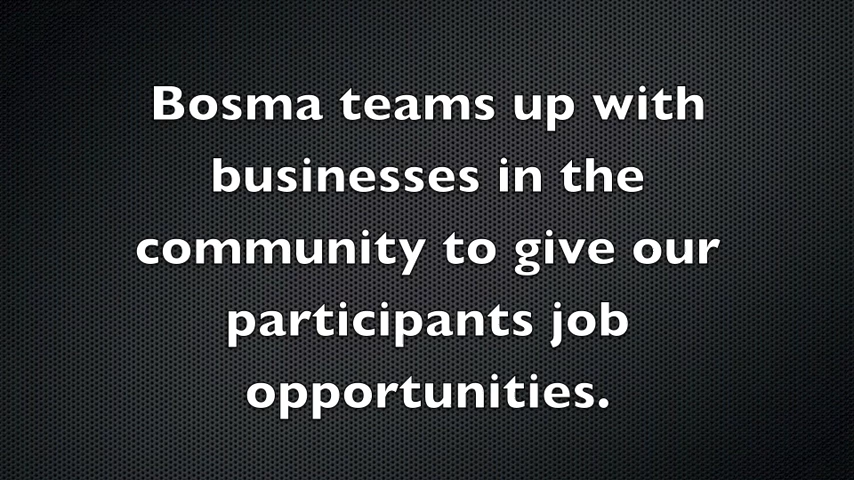 Bosma teams up with
businesses in the
community to give our
participants job
opportunities.